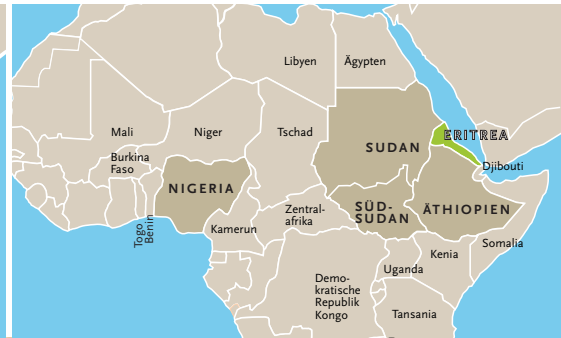 Libyen
Ägypten
Mali
Niger
Tschad
SUDAN
ERITREA
Burkina
Faso
Djibouti
NIGERIA
SÜD-
SUDAN
ÄTHIOPIEN
Zentral-
afrika
Togo
Benin
Kamerun
Somalia
Kenia
Uganda
Demo-
kratische
Republik
Kongo
Tansania